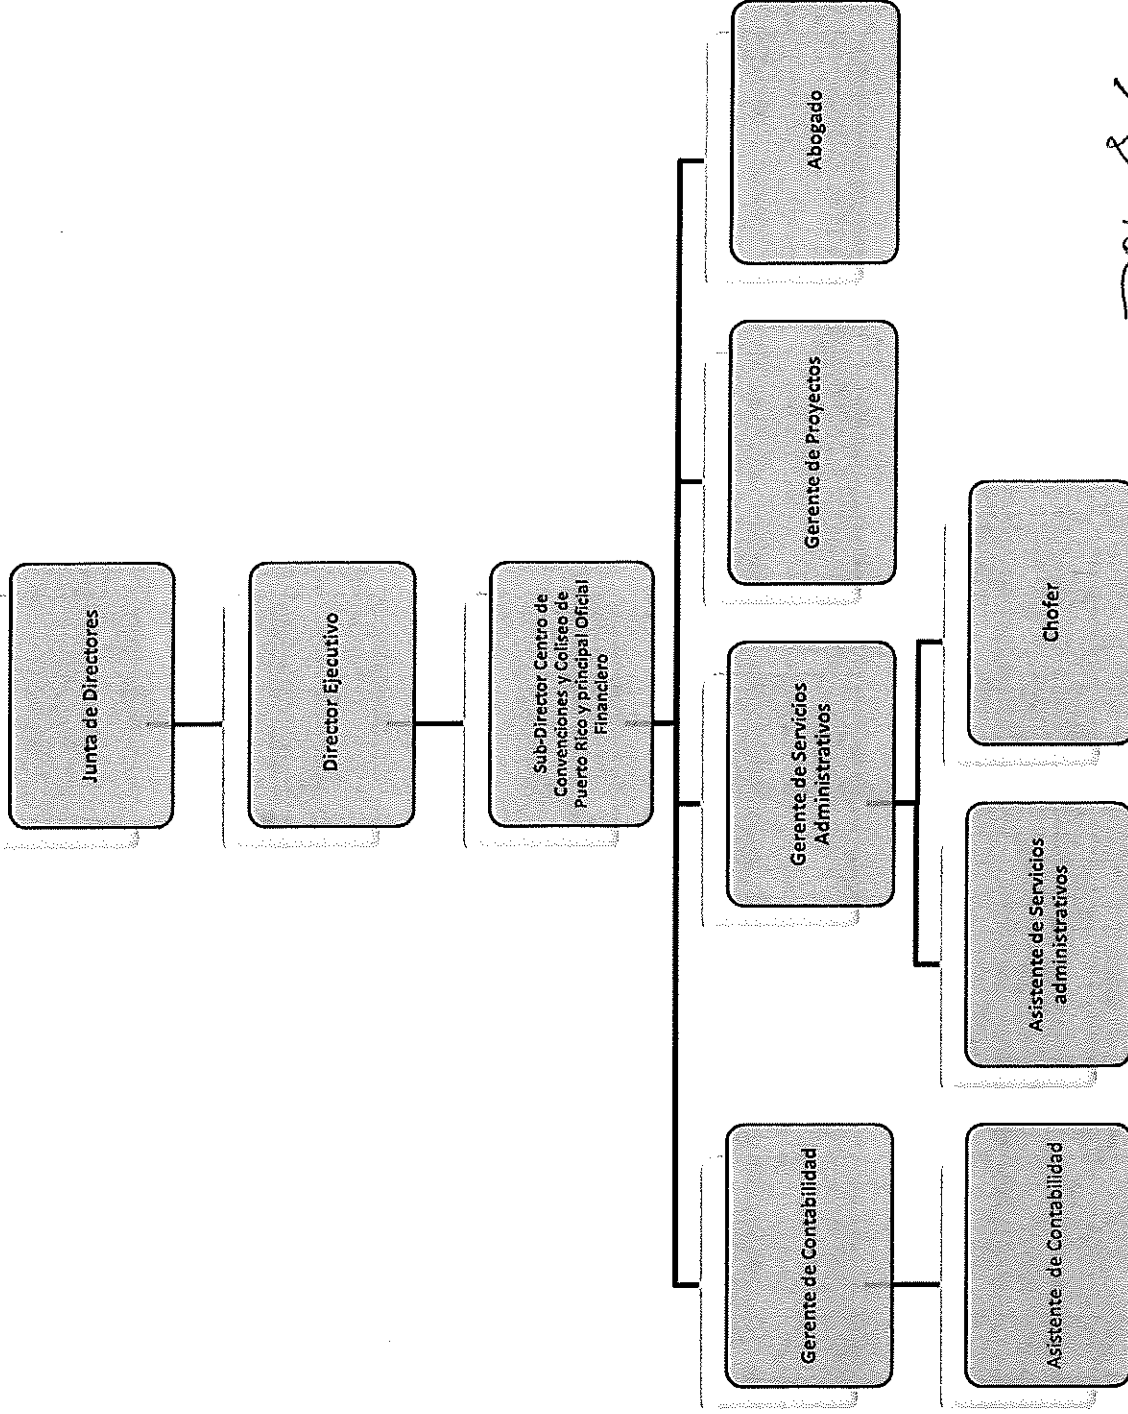 Junta de Directores
Director Ejecutivo
Sub-Director Centro de
Convenciones y Coliseo de
Puerto Rico y principal Oficial
Financiero
Gerente de Contabilidad
Gerente de Servicios
Administrativos
Gerente de Proyectos
Abogado
Asistente de Contabilidad
Asistente de Servicios
administrativos
Chofer